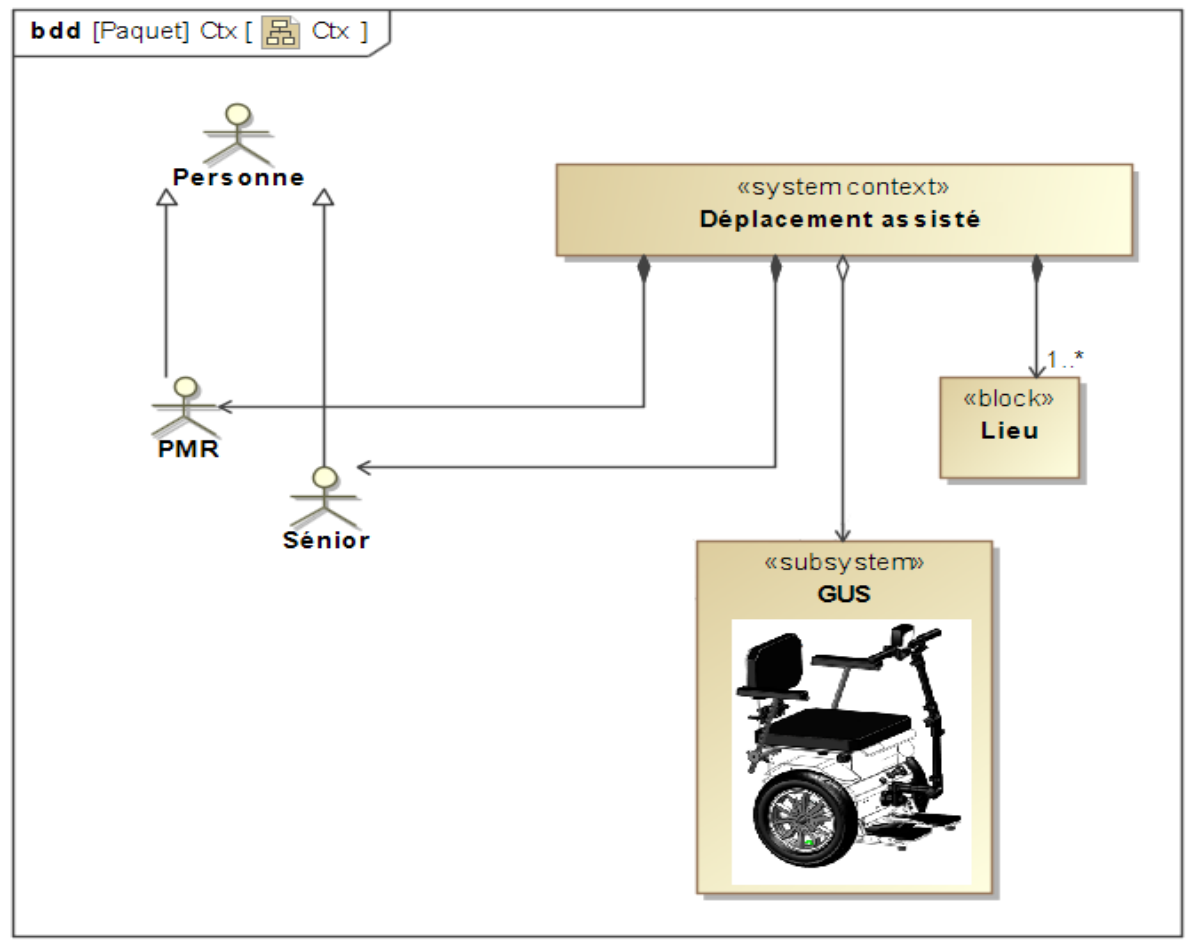 bdd [Paquet] Ctx [ Ctx ]
Personne
«system context»
Déplacement assisté
1..*
PMR
«block»
Lieu
Sénior
«subsystem»
GUS